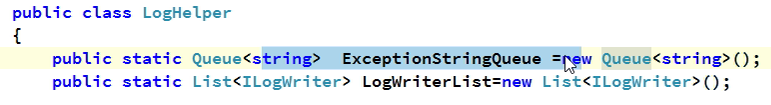 public class LogHelper
{
public static Queue<string>  ExceptionStringQueue =new Queue<string>();
public static List<ILogWriter> LogWriterList=new List<ILogWriter>();